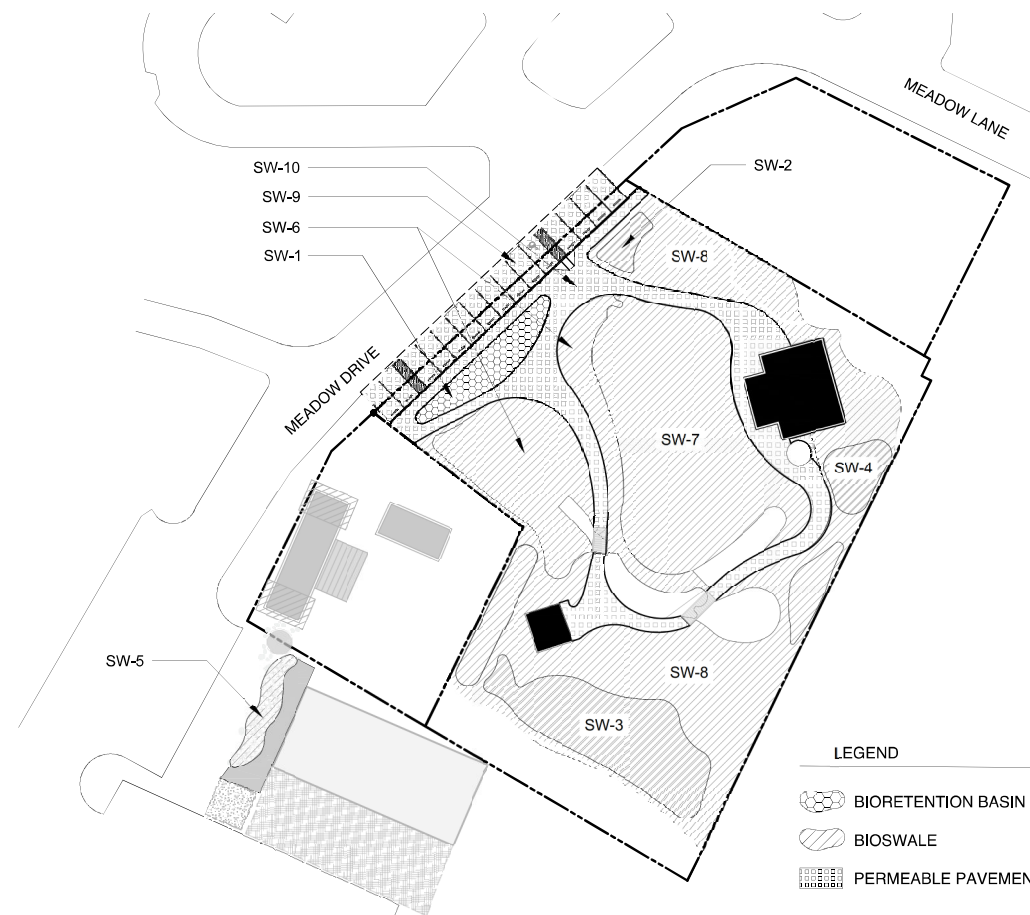 MEADOW LANE
SW-10
SW-2
SW-9
SW-6
SW-1
SW-8
MEADOW DRIVE
SW-7
SW-4
SW-5
SW-8
SW-3
LEGEND
BIORETENTION BASIN
BIOSWALE
PERMEABLE PAVEMEN